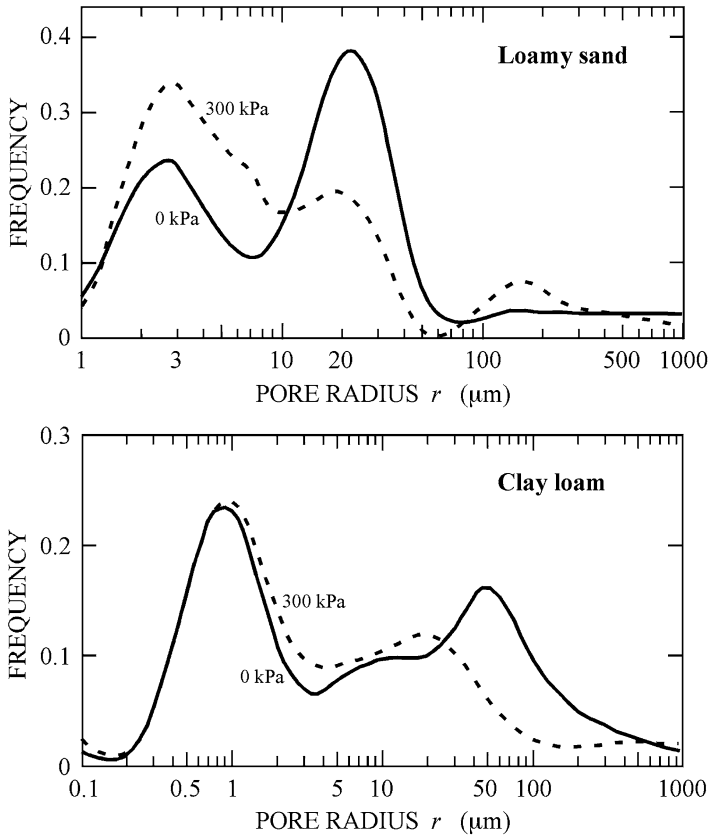 0.4
Loamy sand
0.3
300 kPa
FREQUENCY
0.2
0 kPa
0.1
0
1 3 10 20 100 500 1000
PORE RADIUS r (μm)
0.3
Clay loam
0.2
300 kPa
FREQUENCY
0.1
0 kPa
0
0.1 0.5 1 5 10 50 100 1000
PORE RADIUS r (μm)